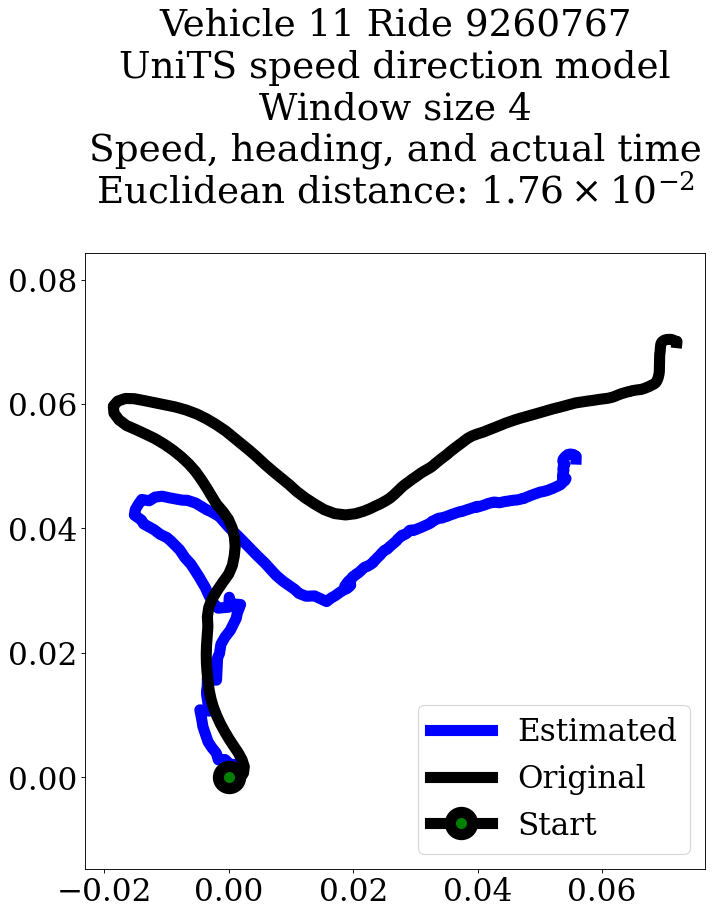 Vehicle 11 Ride 9260767
UniTS speed direction model
Window size 4
Speed, heading, and actual time
Euclidean distance: 1.76 × 10⁻²
0.08
0.06
0.04
0.02
0.00
−0.02 0.00 0.02 0.04 0.06
Estimated
Original
Start